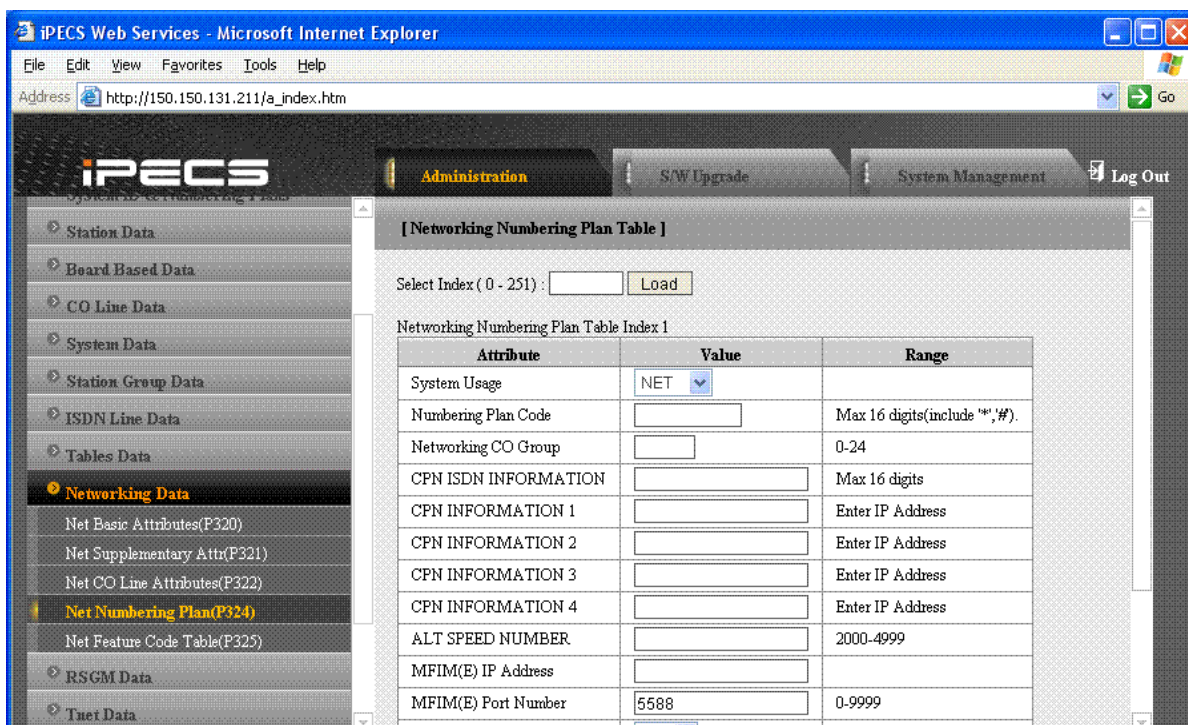 iPECS Web Services - Microsoft Internet Explorer
File Edit View Favorites Tools Help
Address http://150.150.131.211/a_index.htm Go
iPECS
Administration
S/W Upgrade
System Management
Log Out
System ID & Numbering Plans
Station Data
Board Based Data
CO Line Data
System Data
Station Group Data
ISDN Line Data
Tables Data
Networking Data
Net Basic Attributes(P320)
Net Supplementary Attr(P321)
Net CO Line Attributes(P322)
Net Numbering Plan(P324)
Net Feature Code Table(P325)
RSGM Data
Tnet Data
[ Networking Numbering Plan Table ]
Select Index ( 0 - 251) : Load
Networking Numbering Plan Table Index 1
Attribute Value Range
System Usage NET
Numbering Plan Code Max 16 digits(include '*','#').
Networking CO Group 0-24
CPN ISDN INFORMATION Max 16 digits
CPN INFORMATION 1 Enter IP Address
CPN INFORMATION 2 Enter IP Address
CPN INFORMATION 3 Enter IP Address
CPN INFORMATION 4 Enter IP Address
ALT SPEED NUMBER 2000-4999
MFIM(E) IP Address
MFIM(E) Port Number 5588 0-9999